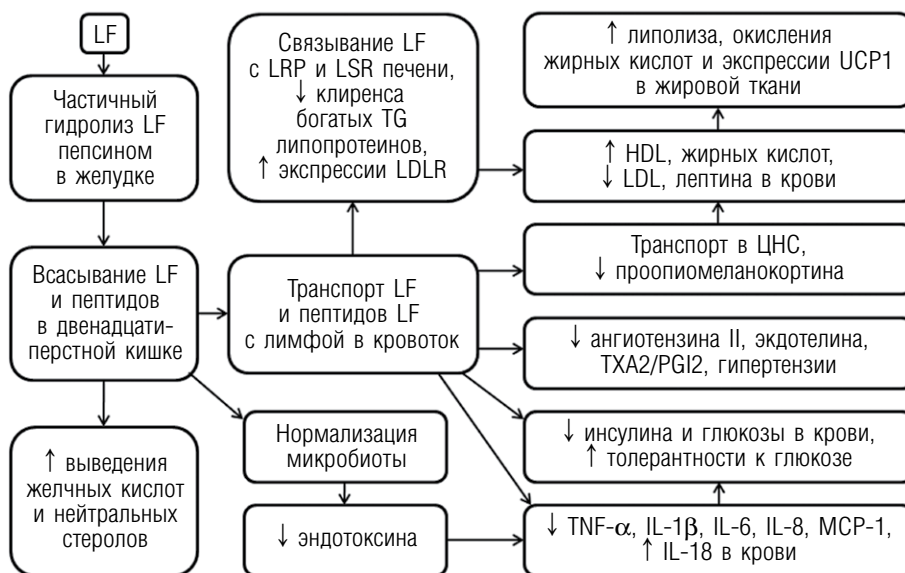 LF
Частичный
гидролиз LF
пепсином
в желудке
Всасывание LF
и пептидов
в двенадцати-
перстной кишке
↑ выведения
желчных кислот
и нейтральных
стеролов
Связывание LF
с LRP и LSR печени,
↓ клиренса
богатых TG
липопротеинов,
↑ экспрессии LDLR
Транспорт LF
и пептидов LF
с лимфой в кровоток
Нормализация
микробиоты
↓ эндотоксина
↑ липолиза, окисления
жирных кислот и экспрессии UCP1
в жировой ткани
↑ HDL, жирных кислот,
↓ LDL, лептина в крови
Транспорт в ЦНС,
↓ проопиомеланокортина
↓ ангиотензина II, экдотелина,
TXA2/PGI2, гипертензии
↓ инсулина и глюкозы в крови,
↑ толерантности к глюкозе
↓ TNF-α, IL-1β, IL-6, IL-8, MCP-1,
↑ IL-18 в крови